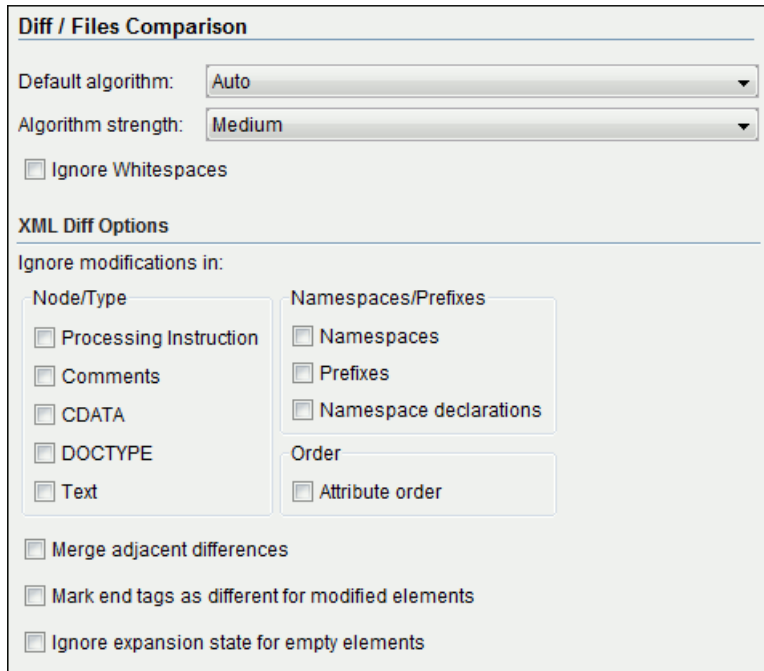 Diff / Files Comparison
Default algorithm: Auto
Algorithm strength: Medium
Ignore Whitespaces
XML Diff Options
Ignore modifications in:
Node/Type
Processing Instruction
Comments
CDATA
DOCTYPE
Text
Namespaces/Prefixes
Namespaces
Prefixes
Namespace declarations
Order
Attribute order
Merge adjacent differences
Mark end tags as different for modified elements
Ignore expansion state for empty elements